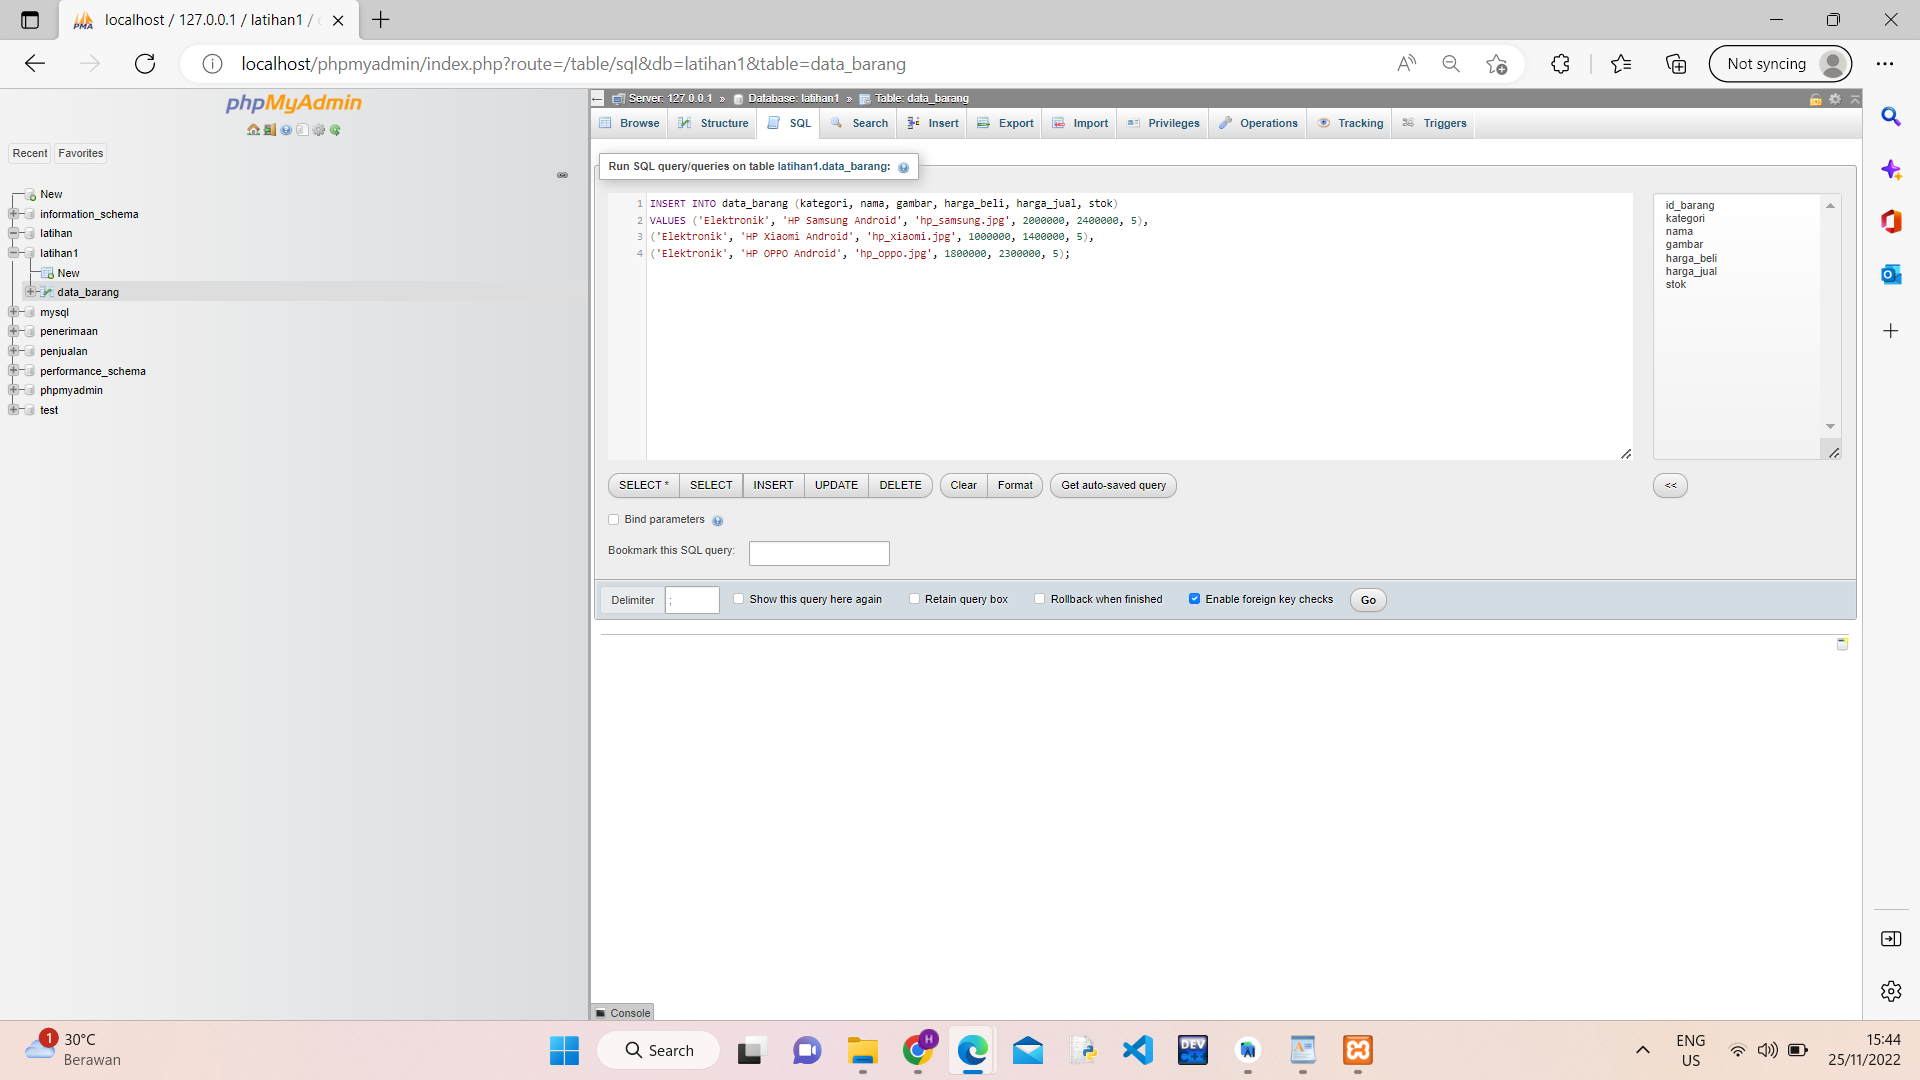 localhost / 127.0.0.1 / latihan1 /
localhost/phpmyadmin/index.php?route=/table/sql&db=latihan1&table=data_barang
Not syncing
phpMyAdmin
Recent Favorites
New
information_schema
latihan
latihan1
New
data_barang
mysql
penerimaan
penjualan
performance_schema
phpmyadmin
test
Server: 127.0.0.1 » Database: latihan1 » Table: data_barang
Browse Structure SQL Search Insert Export Import Privileges Operations Tracking Triggers
Run SQL query/queries on table latihan1.data_barang:
1 INSERT INTO data_barang (kategori, nama, gambar, harga_beli, harga_jual, stok)
2 VALUES ('Elektronik', 'HP Samsung Android', 'hp_samsung.jpg', 2000000, 2400000, 5),
3 ('Elektronik', 'HP Xiaomi Android', 'hp_xiaomi.jpg', 1000000, 1400000, 5),
4 ('Elektronik', 'HP OPPO Android', 'hp_oppo.jpg', 1800000, 2300000, 5);
id_barang
kategori
nama
gambar
harga_beli
harga_jual
stok
SELECT * SELECT INSERT UPDATE DELETE Clear Format Get auto-saved query <<
Bind parameters
Bookmark this SQL query:
Delimiter ; Show this query here again Retain query box Rollback when finished Enable foreign key checks Go
Console
1 30°C
Berawan
Search
H
DEV
C++
ENG
US
15:44
25/11/2022